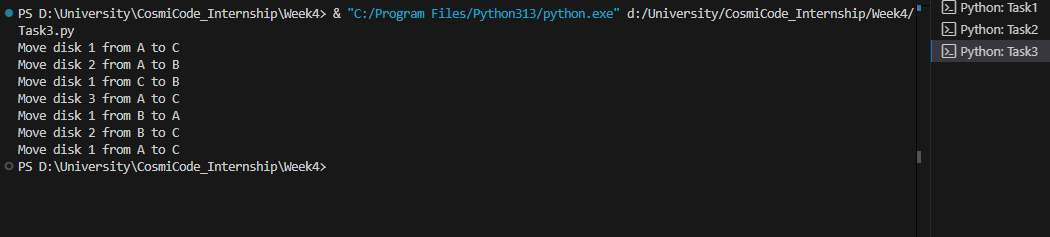 PS D:\University\CosmiCode_Internship\Week4> & "C:/Program Files/Python313/python.exe" d:/University/CosmiCode_Internship/Week4/
Task3.py
Move disk 1 from A to C
Move disk 2 from A to B
Move disk 1 from C to B
Move disk 3 from A to C
Move disk 1 from B to A
Move disk 2 from B to C
Move disk 1 from A to C
PS D:\University\CosmiCode_Internship\Week4>
Python: Task1
Python: Task2
Python: Task3